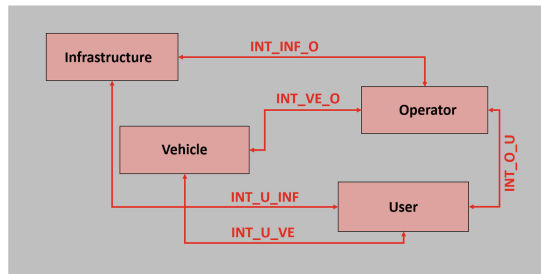 INT_INF_O
Infrastructure
INT_VE_O
Operator
Vehicle
INT_O_U
INT_U_INF
User
INT_U_VE